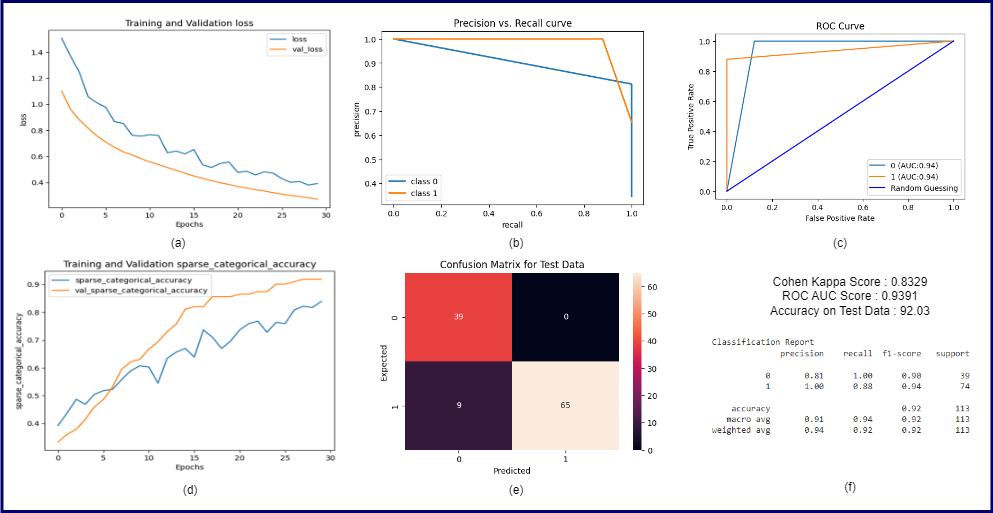 Training and Validation loss
loss
val_loss
1.4
1.2
1.0
0.8
0.6
0.4
loss
0 5 10 15 20 25 30
Epochs
(a)
Precision vs. Recall curve
1.0
0.9
0.8
0.7
0.6
0.5
0.4
precision
class 0
class 1
0.0 0.2 0.4 0.6 0.8 1.0
recall
(b)
ROC Curve
1.0
0.8
0.6
0.4
0.2
0.0
True Positive Rate
0 (AUC:0.94)
1 (AUC:0.94)
Random Guessing
0.0 0.2 0.4 0.6 0.8 1.0
False Positive Rate
(c)
Training and Validation sparse_categorical_accuracy
sparse_categorical_accuracy
val_sparse_categorical_accuracy
0.9
0.8
0.7
0.6
0.5
0.4
sparse_categorical_accuracy
0 5 10 15 20 25 30
Epochs
(d)
Confusion Matrix for Test Data
0
1
Expected
39 0
9 65
0 1
Predicted
60
50
40
30
20
10
0
(e)
Cohen Kappa Score : 0.8329
ROC AUC Score : 0.9391
Accuracy on Test Data : 92.03
Classification Report
precision recall f1-score support
0 0.81 1.00 0.90 39
1 1.00 0.88 0.94 74
accuracy 0.92 113
macro avg 0.91 0.94 0.92 113
weighted avg 0.94 0.92 0.92 113
(f)